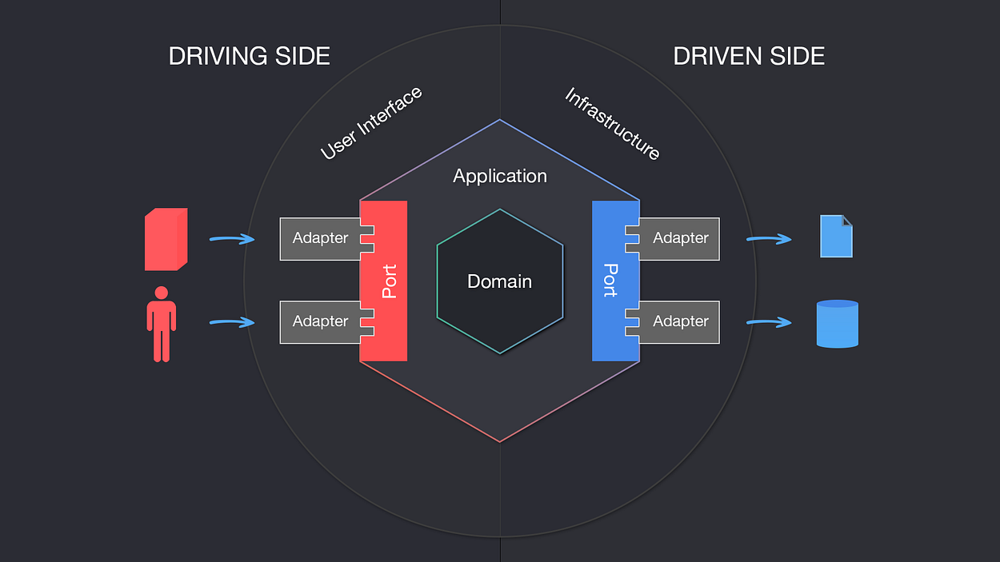 DRIVING SIDE
DRIVEN SIDE
User Interface
Infrastructure
Application
Adapter
Adapter
Port
Domain
Port
Adapter
Adapter